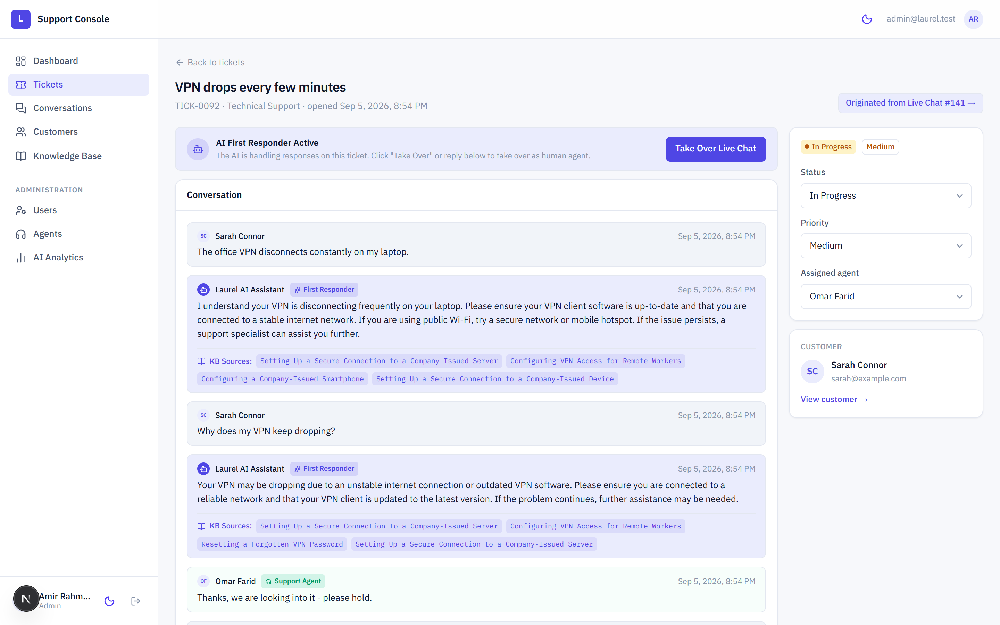 L Support Console
admin@laurel.test AR
Dashboard
Tickets
Conversations
Customers
Knowledge Base
ADMINISTRATION
Users
Agents
AI Analytics
N Amir Rahm...
Admin
Back to tickets
VPN drops every few minutes
TICK-0092 · Technical Support · opened Sep 5, 2026, 8:54 PM
Originated from Live Chat #141 →
AI First Responder Active
The AI is handling responses on this ticket. Click "Take Over" or reply below to take over as human agent.
Take Over Live Chat
Conversation
SC Sarah Connor Sep 5, 2026, 8:54 PM
The office VPN disconnects constantly on my laptop.
Laurel AI Assistant First Responder Sep 5, 2026, 8:54 PM
I understand your VPN is disconnecting frequently on your laptop. Please ensure your VPN client software is up-to-date and that you are
connected to a stable internet network. If you are using public Wi-Fi, try a secure network or mobile hotspot. If the issue persists, a
support specialist can assist you further.
KB Sources: Setting Up a Secure Connection to a Company-Issued Server Configuring VPN Access for Remote Workers
Configuring a Company-Issued Smartphone Setting Up a Secure Connection to a Company-Issued Device
SC Sarah Connor Sep 5, 2026, 8:54 PM
Why does my VPN keep dropping?
Laurel AI Assistant First Responder Sep 5, 2026, 8:54 PM
Your VPN may be dropping due to an unstable internet connection or outdated VPN software. Please ensure you are connected to a
reliable network and that your VPN client is updated to the latest version. If the problem continues, further assistance may be needed.
KB Sources: Setting Up a Secure Connection to a Company-Issued Server Configuring VPN Access for Remote Workers
Resetting a Forgotten VPN Password Setting Up a Secure Connection to a Company-Issued Server
OF Omar Farid Support Agent Sep 5, 2026, 8:54 PM
Thanks, we are looking into it - please hold.
In Progress Medium
Status
In Progress
Priority
Medium
Assigned agent
Omar Farid
CUSTOMER
SC Sarah Connor
sarah@example.com
View customer →